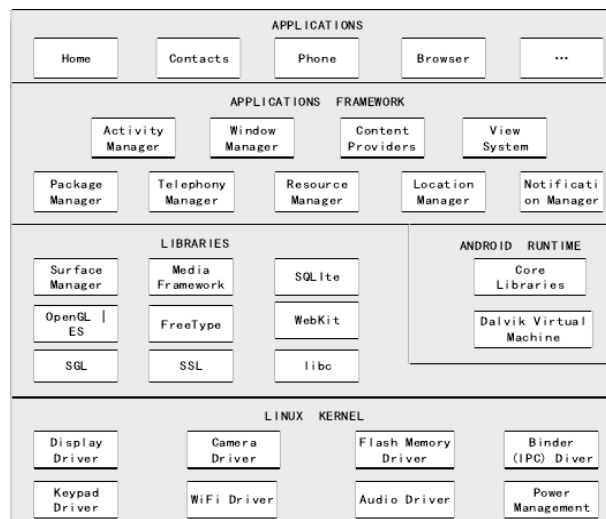 APPLICATIONS
Home
Contacts
Phone
Browser
...
APPLICATIONS FRAMEWORK
Activity
Manager
Window
Manager
Content
Providers
View
System
Package
Manager
Telephony
Manager
Resource
Manager
Location
Manager
Notificati
on Manager
LIBRARIES
ANDROID RUNTIME
Surface
Manager
Media
Framework
SQLIte
Core
Libraries
OpenGL |
ES
FreeType
WebKit
Dalvik Virtual
Machine
SGL
SSL
libc
LINUX KERNEL
Display
Driver
Camera
Driver
Flash Memory
Driver
Binder
(IPC) Diver
Keypad
Driver
WiFi Driver
Audio Driver
Power
Management